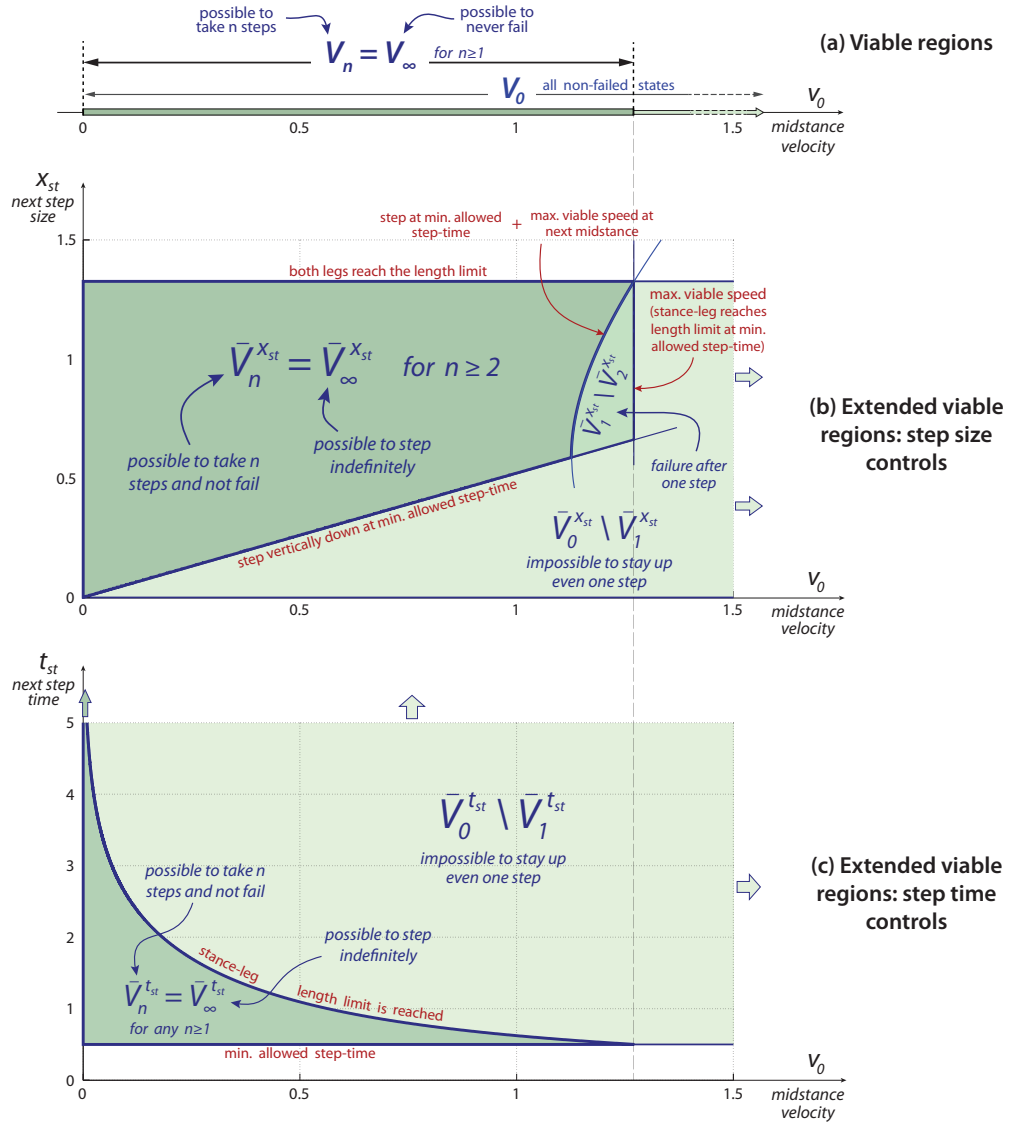 possible to
take n steps
possible to
never fail
V_n = V_∞ for n≥1
(a) Viable regions
V_0 all non-failed states
V_0
0 0.5 1 1.5
midstance
velocity
x_st
next step
size
step at min. allowed
step-time
+
max. viable speed at
next midstance
1.5
both legs reach the length limit
max. viable speed
(stance-leg reaches
length limit at min.
allowed step-time)
1
V̄_n^{x_st} = V̄_∞^{x_st} for n ≥ 2
V̄_1^{x_st} \ V̄_2^{x_st}
(b) Extended viable
regions: step size
controls
possible to take n
steps and not fail
possible to step
indefinitely
failure after
one step
0.5
step vertically down at min. allowed step-time
V̄_0^{x_st} \ V̄_1^{x_st}
impossible to stay up
even one step
0
V_0
0 0.5 1 1.5
midstance
velocity
t_st
next step
time
5
4
V̄_0^{t_st} \ V̄_1^{t_st}
impossible to stay up
even one step
3
possible to take n
steps and not fail
(c) Extended viable
regions: step time
controls
2
possible to step
indefinitely
stance-leg length limit is reached
V̄_n^{t_st} = V̄_∞^{t_st}
for any n≥1
1
min. allowed step-time
0
V_0
0 0.5 1 1.5
midstance
velocity